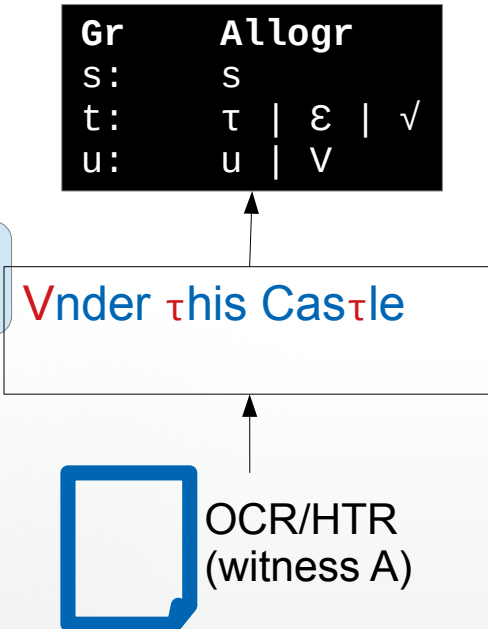 Gr Allogr
s: s
t: τ | Ɛ | √
u: u | V
Vnder τhis Casτle
OCR/HTR
(witness A)